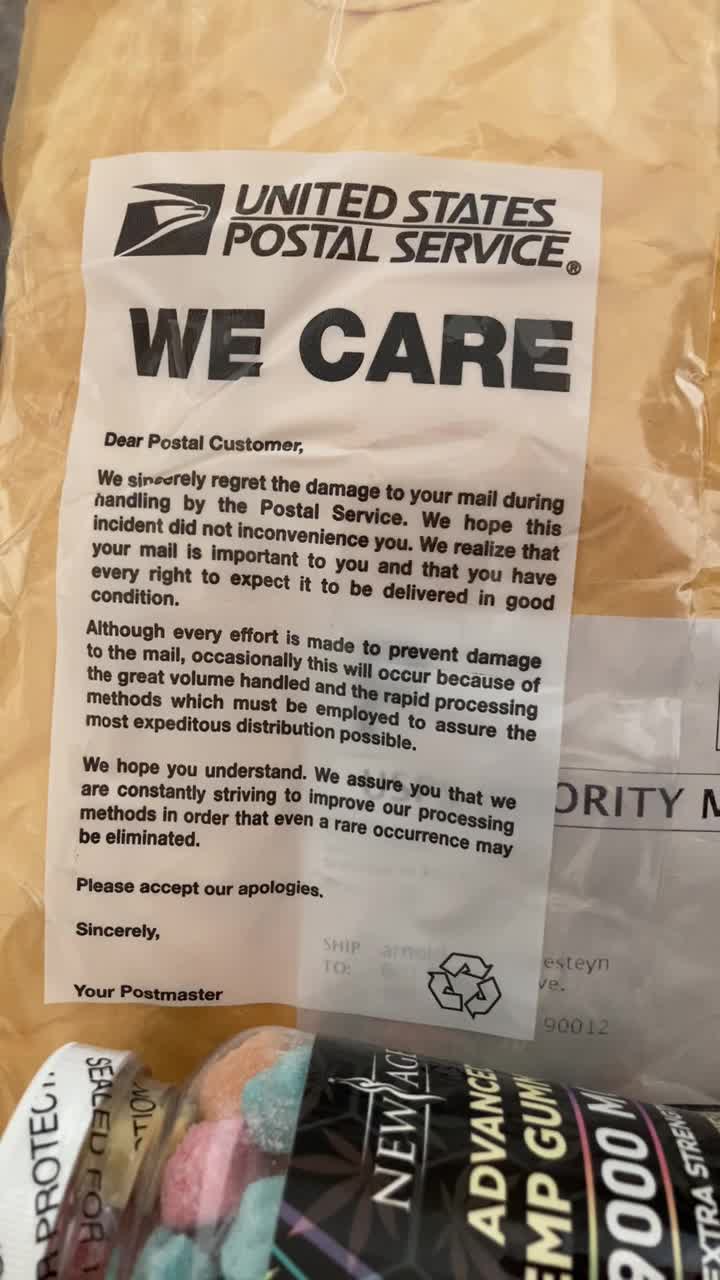 UNITED STATES
POSTAL SERVICE®
WE CARE
Dear Postal Customer,
We sincerely regret the damage to your mail during
handling by the Postal Service. We hope this
incident did not inconvenience you. We realize that
your mail is important to you and that you have
every right to expect it to be delivered in good
condition.
Although every effort is made to prevent damage
to the mail, occasionally this will occur because of
the great volume handled and the rapid processing
methods which must be employed to assure the
most expeditous distribution possible.
We hope you understand. We assure you that we
are constantly striving to improve our processing
methods in order that even a rare occurrence may
be eliminated.
Please accept our apologies.
Sincerely,
Your Postmaster
ORITY M
SHIP
TO:
esteyn
ve.
90012
PROTEC
SEALED FOR
NEW AGE
ADVANCE
EMP GUMM
9000 M
EXTRA STRENG